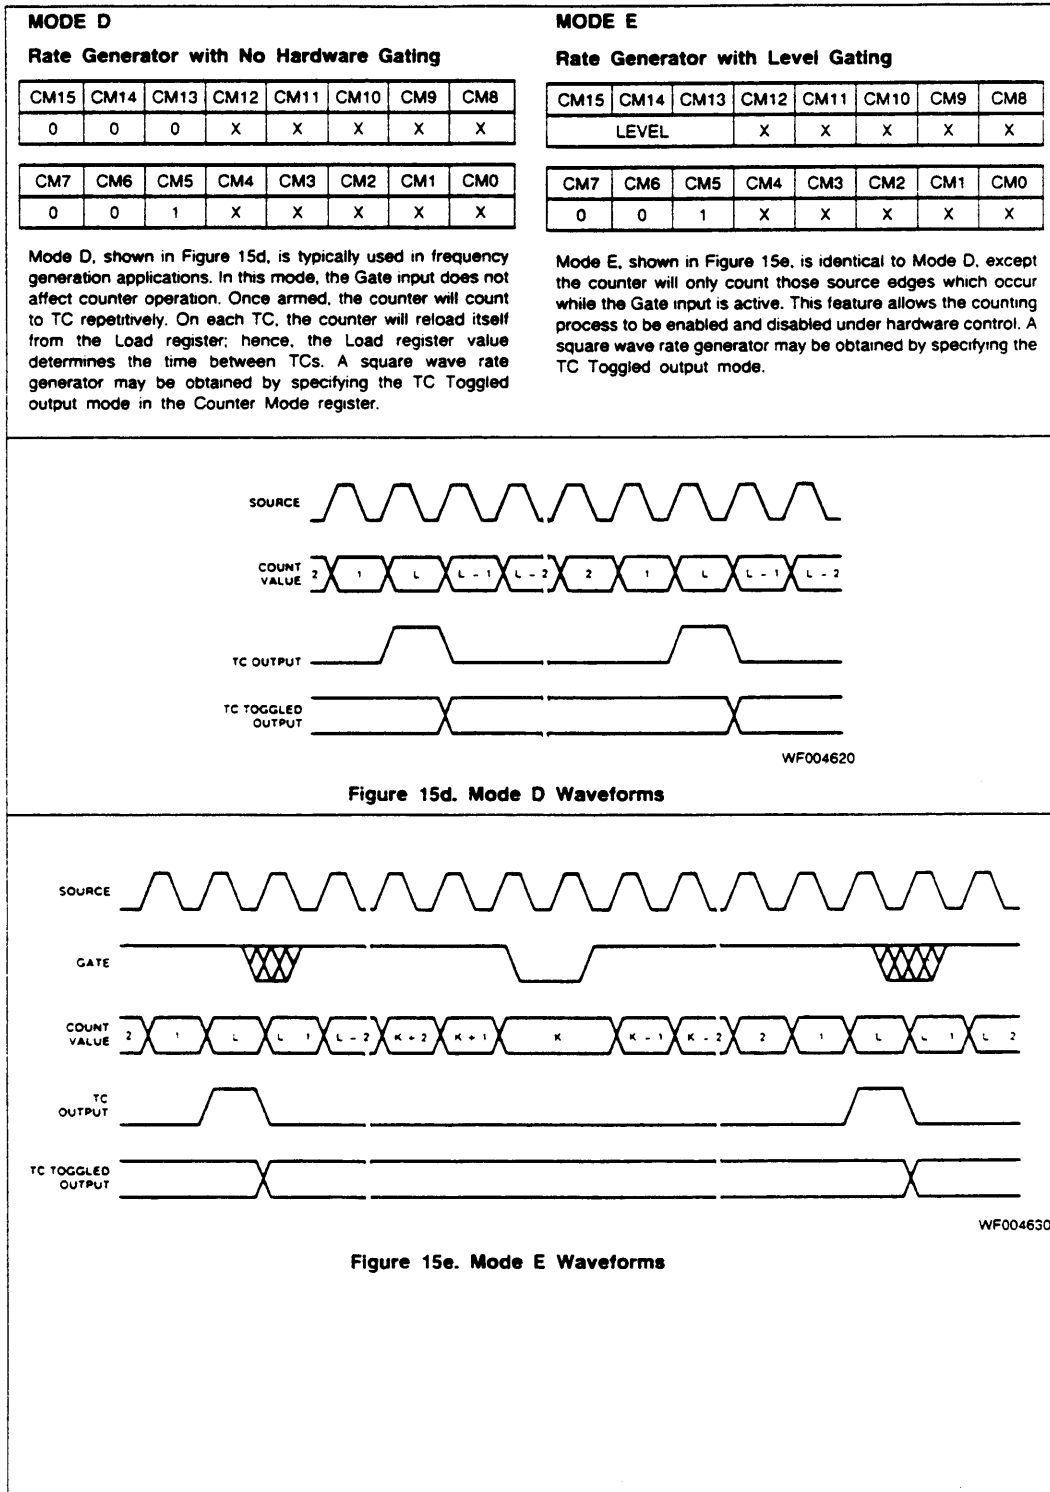 MODE D
Rate Generator with No Hardware Gating
CM15 CM14 CM13 CM12 CM11 CM10 CM9 CM8
0 0 0 X X X X X
CM7 CM6 CM5 CM4 CM3 CM2 CM1 CM0
0 0 1 X X X X X
Mode D, shown in Figure 15d, is typically used in frequency
generation applications. In this mode, the Gate input does not
affect counter operation. Once armed, the counter will count
to TC repetitively. On each TC, the counter will reload itself
from the Load register; hence, the Load register value
determines the time between TCs. A square wave rate
generator may be obtained by specifying the TC Toggled
output mode in the Counter Mode register.
MODE E
Rate Generator with Level Gating
CM15 CM14 CM13 CM12 CM11 CM10 CM9 CM8
LEVEL X X X X X
CM7 CM6 CM5 CM4 CM3 CM2 CM1 CM0
0 0 1 X X X X X
Mode E, shown in Figure 15e, is identical to Mode D, except
the counter will only count those source edges which occur
while the Gate input is active. This feature allows the counting
process to be enabled and disabled under hardware control. A
square wave rate generator may be obtained by specifying the
TC Toggled output mode.
SOURCE
COUNT
VALUE
2 1 L L - 1 L - 2 2 1 L L - 1 L - 2
TC OUTPUT
TC TOGGLED
OUTPUT
WF004620
Figure 15d. Mode D Waveforms
SOURCE
GATE
COUNT
VALUE
2 1 L L 1 L - 2 K + 2 K + 1 K K - 1 K - 2 2 1 L L 1 L 2
TC
OUTPUT
TC TOGGLED
OUTPUT
WF004630
Figure 15e. Mode E Waveforms